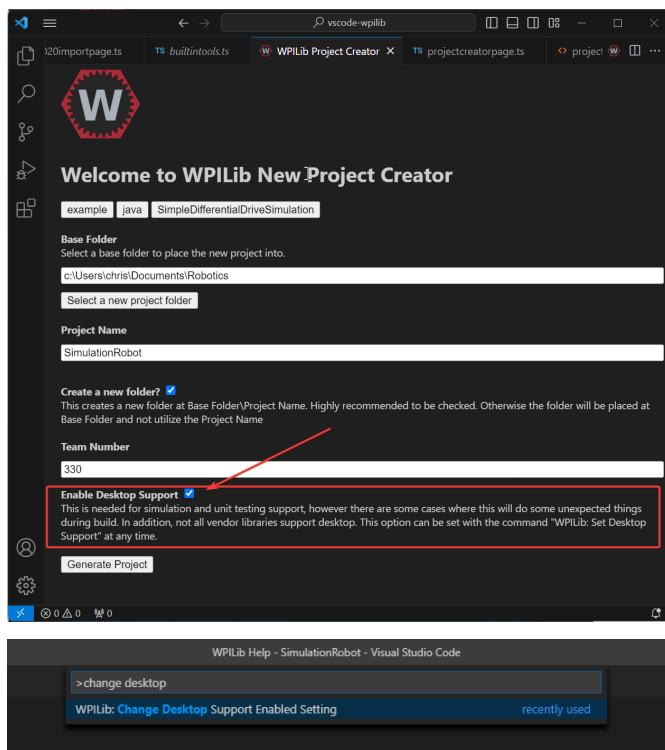 vscode-wpilib
020importpage.ts
TS builtintools.ts
WPILib Project Creator
TS projectcreatorpage.ts
project
W
Welcome to WPILib New Project Creator
example java SimpleDifferentialDriveSimulation
Base Folder
Select a base folder to place the new project into.
c:\Users\chris\Documents\Robotics
Select a new project folder
Project Name
SimulationRobot
Create a new folder?
This creates a new folder at Base Folder\Project Name. Highly recommended to be checked. Otherwise the folder will be placed at
Base Folder and not utilize the Project Name
Team Number
330
Enable Desktop Support
This is needed for simulation and unit testing support, however there are some cases where this will do some unexpected things
during build. In addition, not all vendor libraries support desktop. This option can be set with the command "WPILib: Set Desktop
Support" at any time.
Generate Project
0 0 0
WPILib Help - SimulationRobot - Visual Studio Code
>change desktop
WPILib: Change Desktop Support Enabled Setting recently used